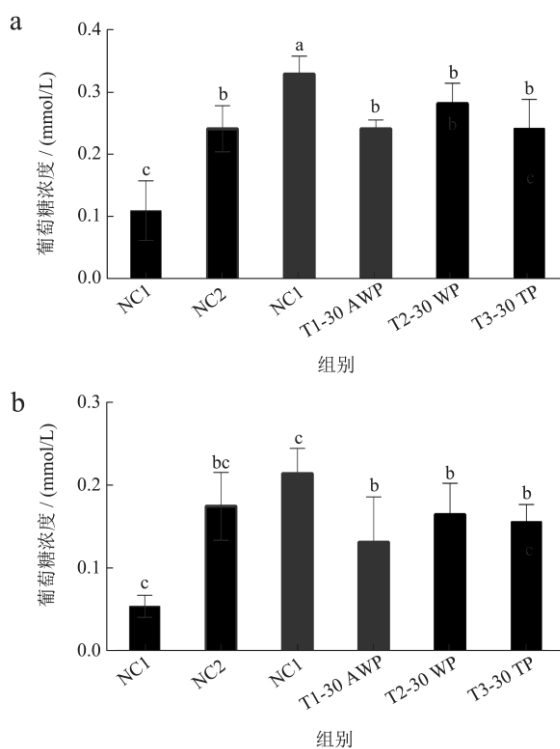 a
葡萄糖浓度 / (mmol/L)
0.4
0.3
0.2
0.1
0.0
c
b
a
b
b
b
b
c
NC1
NC2
NC1
T1-30 AWP
T2-30 WP
T3-30 TP
组别
b
葡萄糖浓度 / (mmol/L)
0.3
0.2
0.1
0.0
c
bc
c
b
b
b
c
NC1
NC2
NC1
T1-30 AWP
T2-30 WP
T3-30 TP
组别